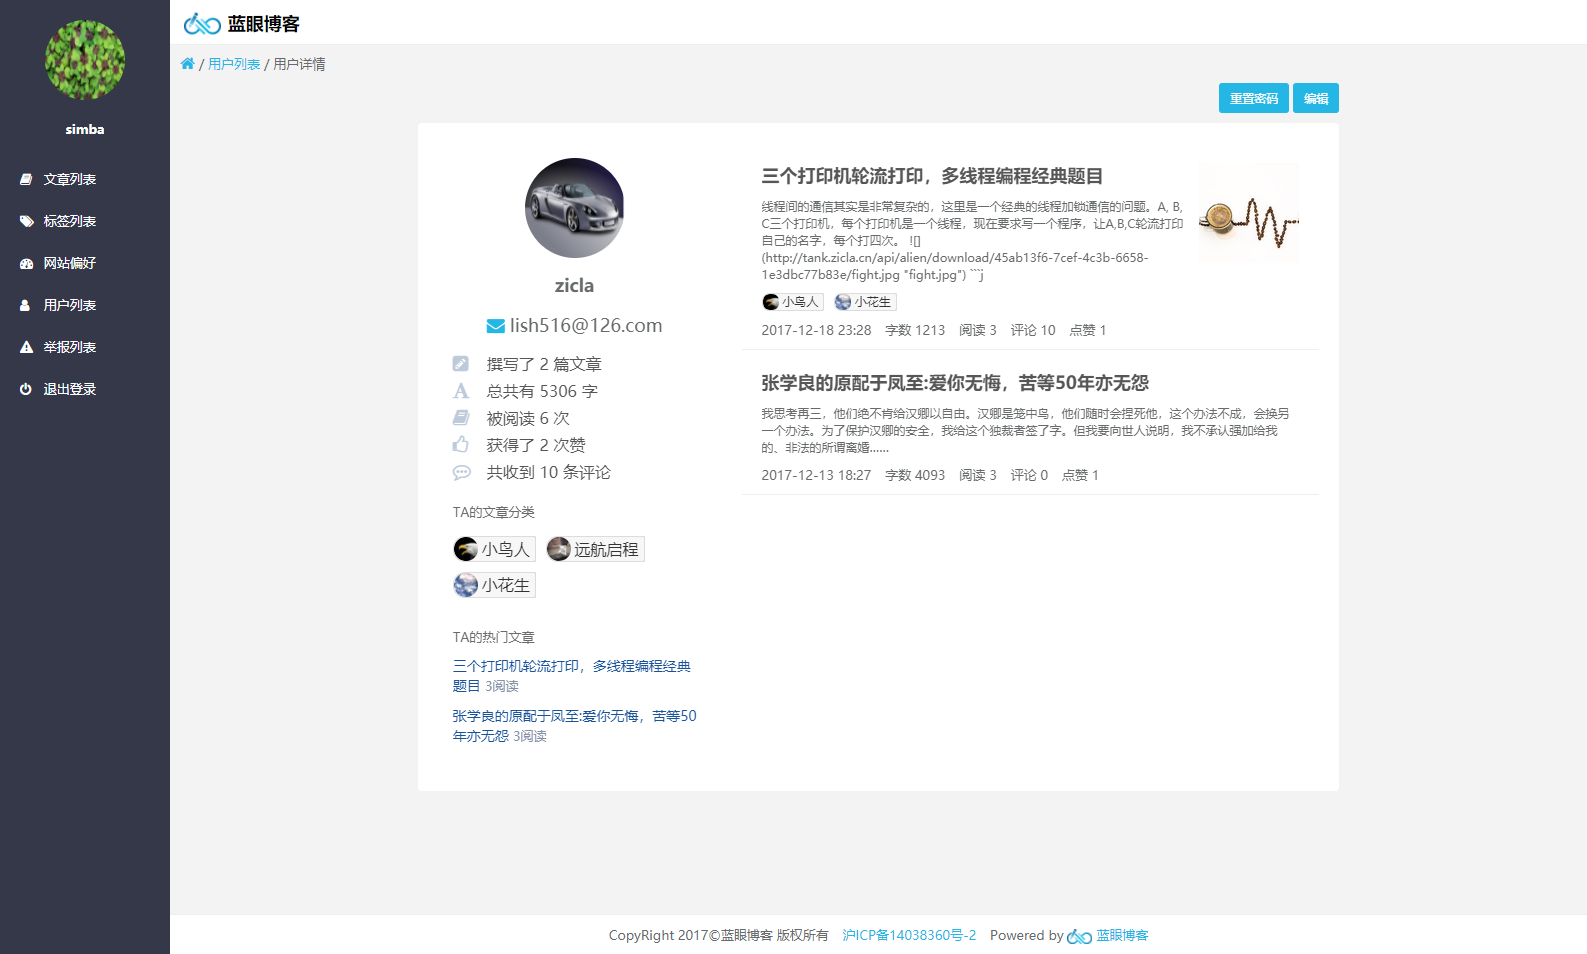 simba
文章列表
标签列表
网站偏好
用户列表
举报列表
退出登录
蓝眼博客
/ 用户列表 / 用户详情
重置密码 编辑
zicla
lish516@126.com
撰写了 2 篇文章
总共有 5306 字
被阅读 6 次
获得了 2 次赞
共收到 10 条评论
TA的文章分类
小鸟人 远航启程
小花生
TA的热门文章
三个打印机轮流打印，多线程编程经典
题目 3阅读
张学良的原配于凤至:爱你无悔，苦等50
年亦无怨 3阅读
三个打印机轮流打印，多线程编程经典题目
线程间的通信其实是非常复杂的，这里是一个经典的线程加锁通信的问题。A, B,
C三个打印机，每个打印机是一个线程，现在要求写一个程序，让A,B,C轮流打印
自己的名字，每个打四次。 ![]
(http://tank.zicla.cn/api/alien/download/45ab13f6-7cef-4c3b-6658-
1e3dbc77b83e/fight.jpg "fight.jpg") ```j
小鸟人 小花生
2017-12-18 23:28 字数 1213 阅读 3 评论 10 点赞 1
张学良的原配于凤至:爱你无悔，苦等50年亦无怨
我思考再三，他们绝不肯给汉卿以自由。汉卿是笼中鸟，他们随时会捏死他，这个办法不成，会换另
一个办法。为了保护汉卿的安全，我给这个独裁者签了字。但我要向世人说明，我不承认强加给我
的、非法的所谓离婚......
2017-12-13 18:27 字数 4093 阅读 3 评论 0 点赞 1
CopyRight 2017©蓝眼博客 版权所有 沪ICP备14038360号-2 Powered by 蓝眼博客